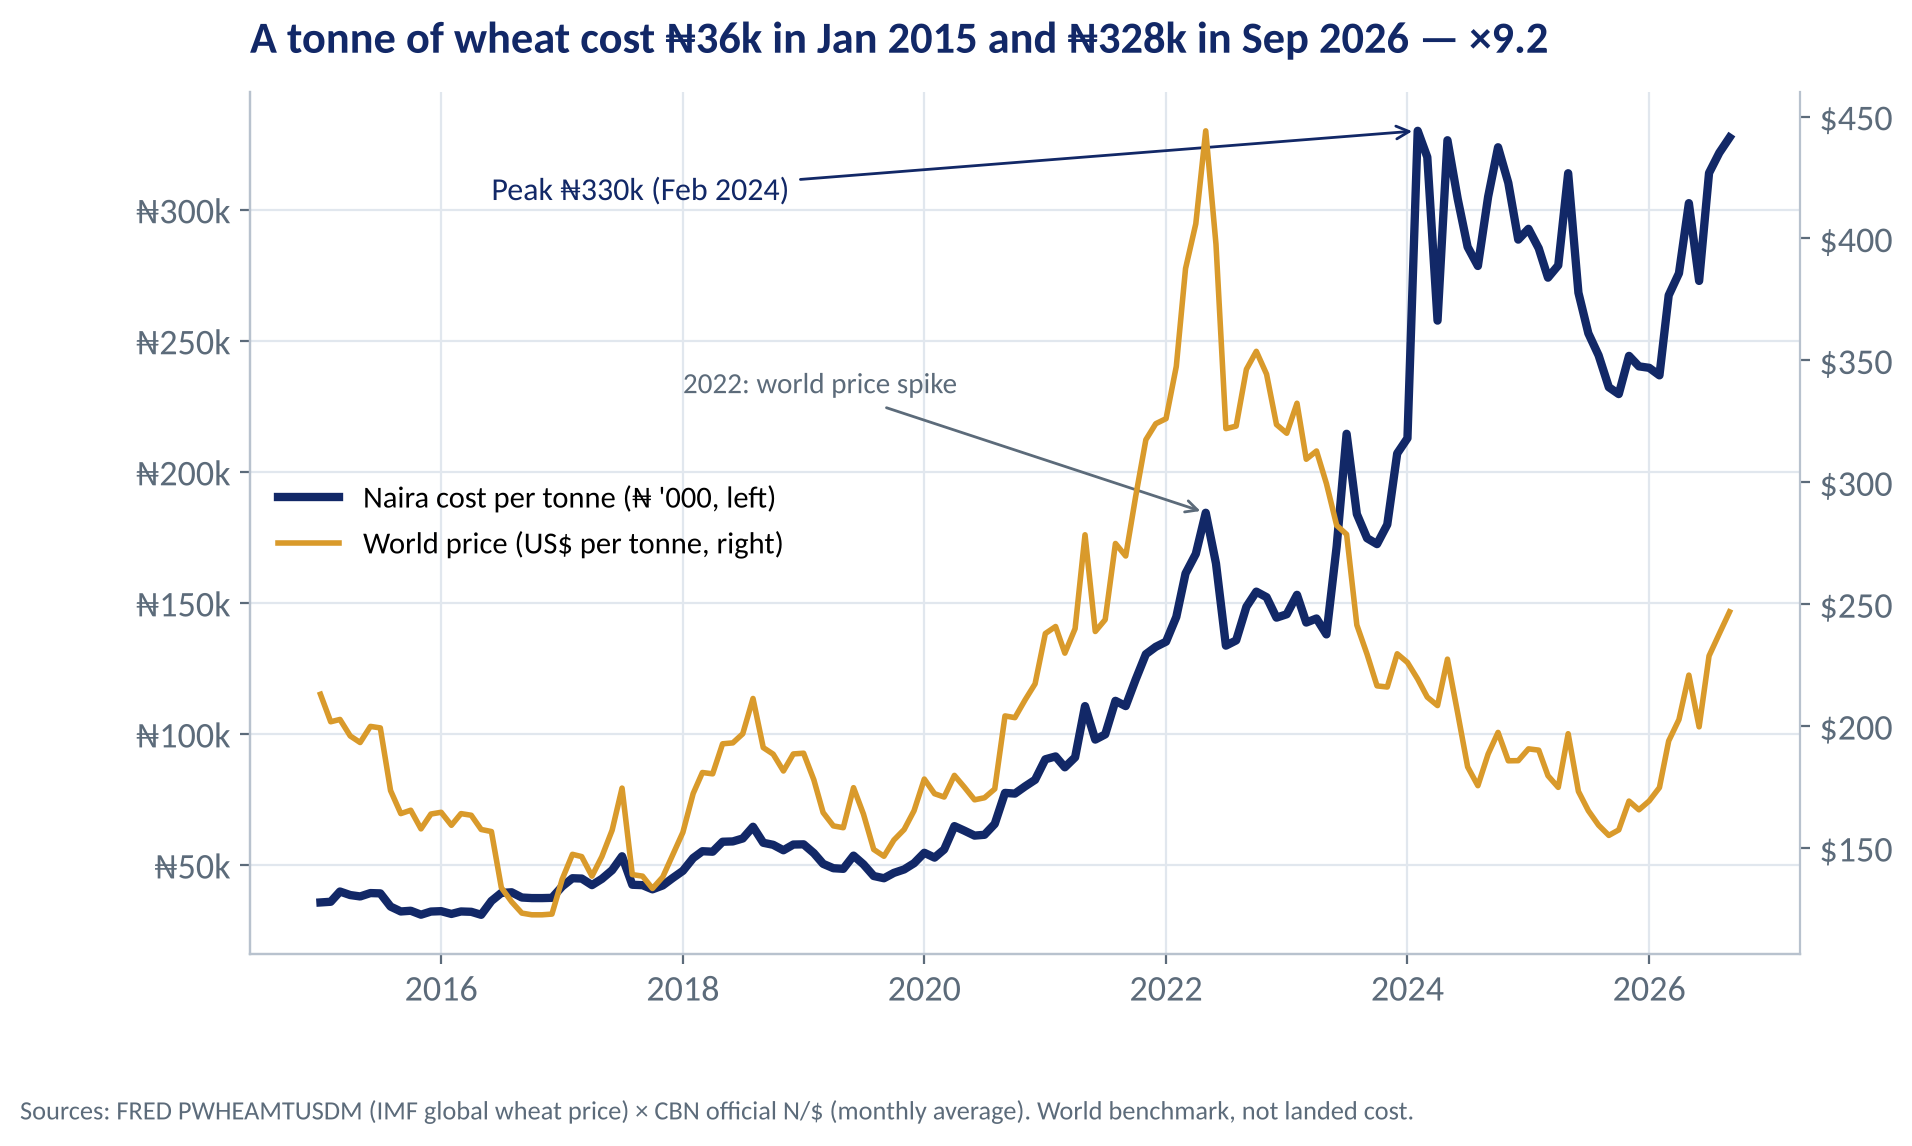 A tonne of wheat cost ₦36k in Jan 2015 and ₦328k in Sep 2026 — ×9.2
Peak ₦330k (Feb 2024)
2022: world price spike
Naira cost per tonne (₦ '000, left)
World price (US$ per tonne, right)
₦300k
₦250k
₦200k
₦150k
₦100k
₦50k
$450
$400
$350
$300
$250
$200
$150
2016 2018 2020 2022 2024 2026
Sources: FRED PWHEAMTUSDM (IMF global wheat price) × CBN official N/$ (monthly average). World benchmark, not landed cost.